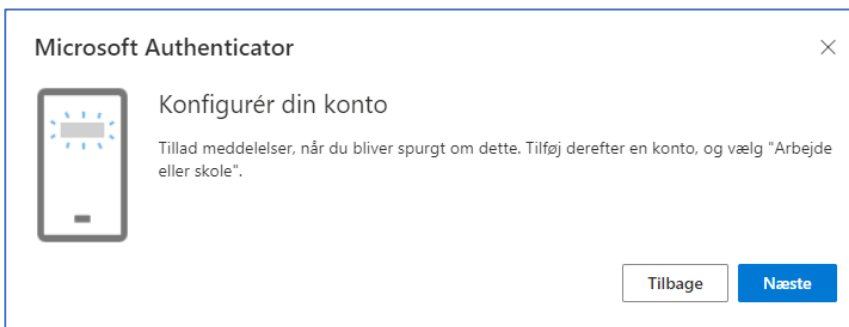 Microsoft Authenticator
Konfigurér din konto
Tillad meddelelser, når du bliver spurgt om dette. Tilføj derefter en konto, og vælg "Arbejde
eller skole".
Tilbage
Næste